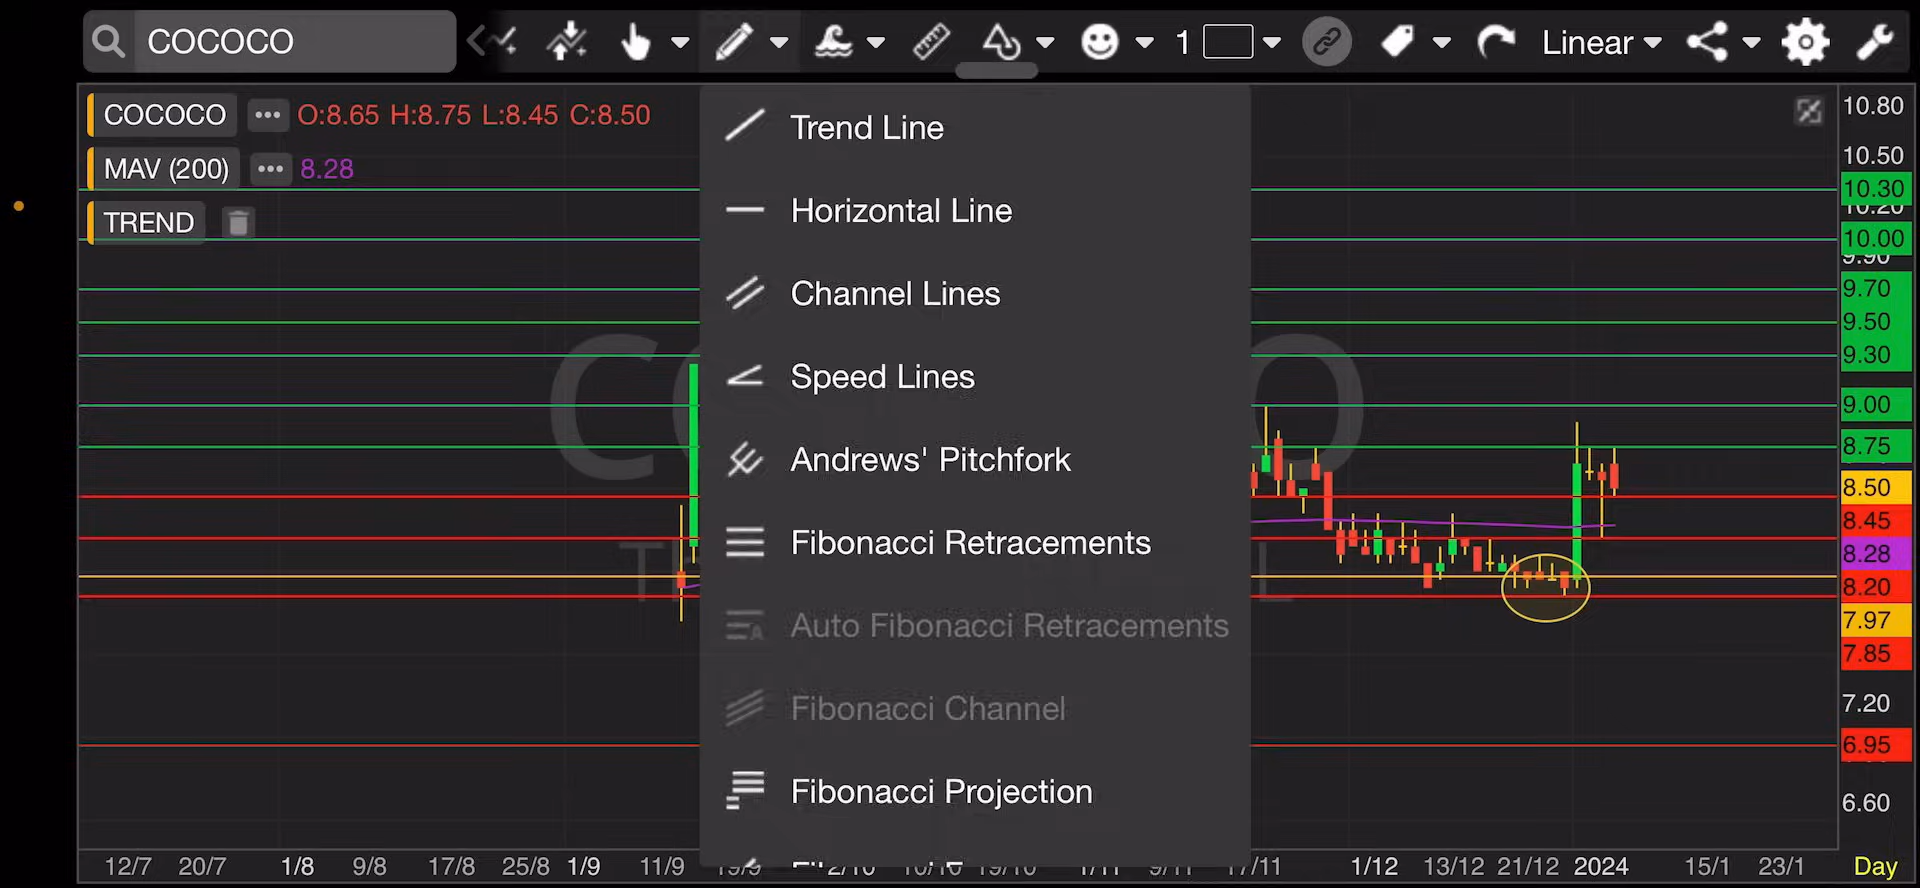 COCOCO
1
Linear
COCOCO ••• O:8.65 H:8.75 L:8.45 C:8.50
MAV (200) ••• 8.28
TREND
Trend Line
Horizontal Line
Channel Lines
Speed Lines
Andrews' Pitchfork
Fibonacci Retracements
Auto Fibonacci Retracements
Fibonacci Channel
Fibonacci Projection
10.80
10.50
10.30
10.20
10.00
9.90
9.70
9.50
9.30
9.00
8.75
8.50
8.45
8.28
8.20
7.97
7.85
7.20
6.95
6.60
12/7 20/7 1/8 9/8 17/8 25/8 1/9 11/9 19/9 2/10 10/10 19/10 1/11 9/11 17/11 1/12 13/12 21/12 2024 15/1 23/1 Day